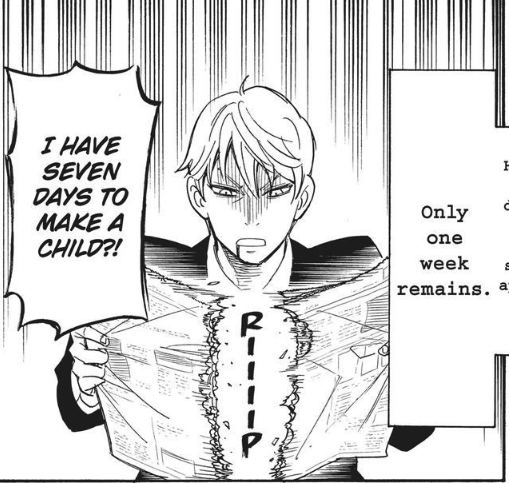 I HAVE
SEVEN
DAYS TO
MAKE A
CHILD?!
RIIIIP
Only
one
week
remains.